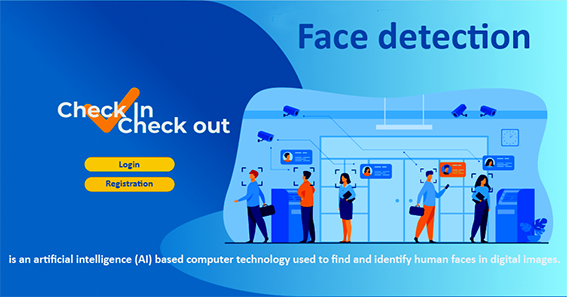 Face detection
Check In
Check out
Login
Registration
is an artificial intelligence (AI) based computer technology used to find and identify human faces in digital images.